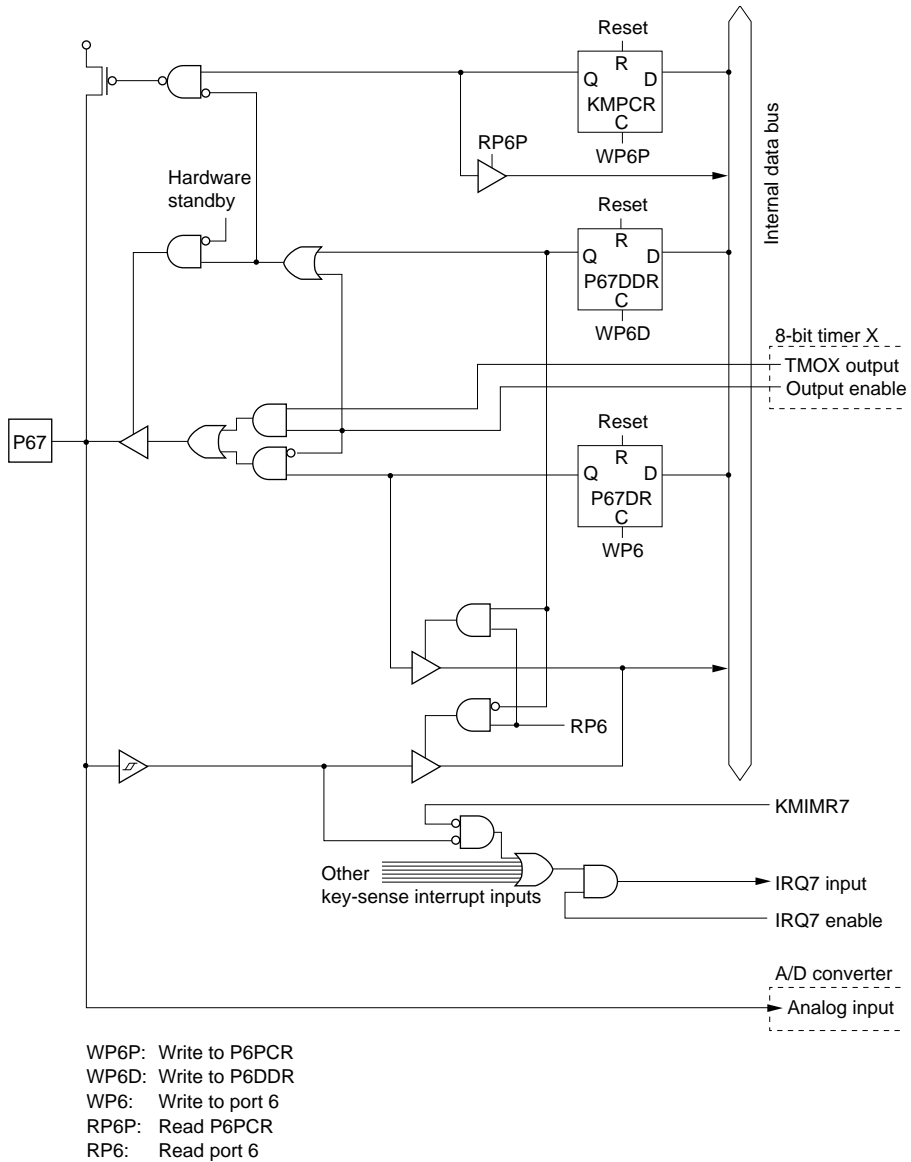 Reset
R
Q D
KMPCR
C
WP6P
RP6P
Hardware
standby
Internal data bus
Reset
R
Q D
P67DDR
C
WP6D
8-bit timer X
TMOX output
Output enable
P67
Reset
R
Q D
P67DR
C
WP6
RP6
KMIMR7
Other
key-sense interrupt inputs
IRQ7 input
IRQ7 enable
A/D converter
Analog input
WP6P: Write to P6PCR
WP6D: Write to P6DDR
WP6: Write to port 6
RP6P: Read P6PCR
RP6: Read port 6